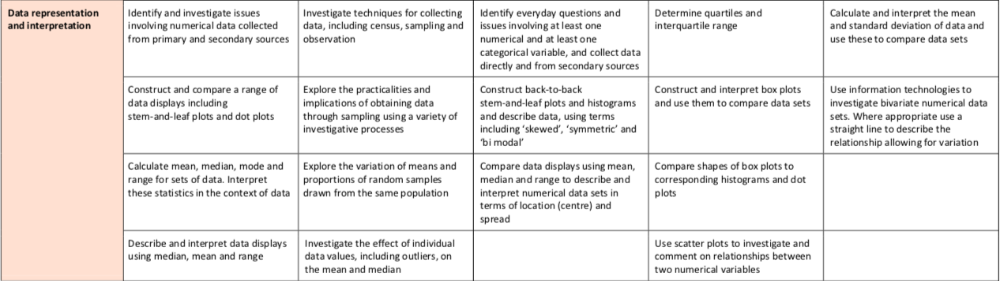 Data representation
and interpretation
Identify and investigate issues
involving numerical data collected
from primary and secondary sources
Investigate techniques for collecting
data, including census, sampling and
observation
Identify everyday questions and
issues involving at least one
numerical and at least one
categorical variable, and collect data
directly and from secondary sources
Determine quartiles and
interquartile range
Calculate and interpret the mean
and standard deviation of data and
use these to compare data sets
Construct and compare a range of
data displays including
stem-and-leaf plots and dot plots
Explore the practicalities and
implications of obtaining data
through sampling using a variety of
investigative processes
Construct back-to-back
stem-and-leaf plots and histograms
and describe data, using terms
including ‘skewed’, ‘symmetric’ and
‘bi modal’
Construct and interpret box plots
and use them to compare data sets
Use information technologies to
investigate bivariate numerical data
sets. Where appropriate use a
straight line to describe the
relationship allowing for variation
Calculate mean, median, mode and
range for sets of data. Interpret
these statistics in the context of data
Explore the variation of means and
proportions of random samples
drawn from the same population
Compare data displays using mean,
median and range to describe and
interpret numerical data sets in
terms of location (centre) and
spread
Compare shapes of box plots to
corresponding histograms and dot
plots
Describe and interpret data displays
using median, mean and range
Investigate the effect of individual
data values, including outliers, on
the mean and median
Use scatter plots to investigate and
comment on relationships between
two numerical variables